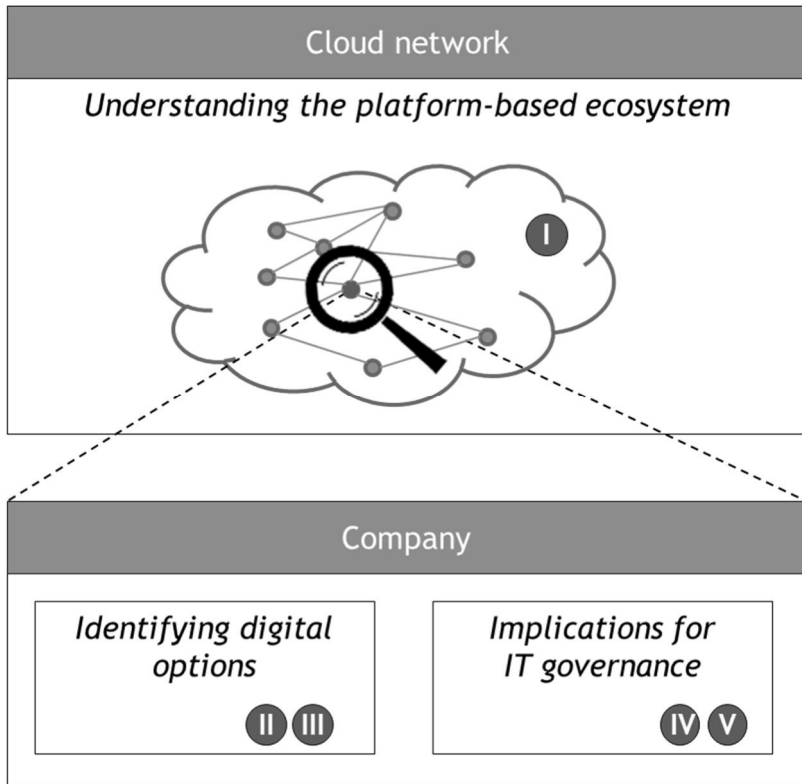 Cloud network
Understanding the platform-based ecosystem
I
Company
Identifying digital
options
II III
Implications for
IT governance
IV V